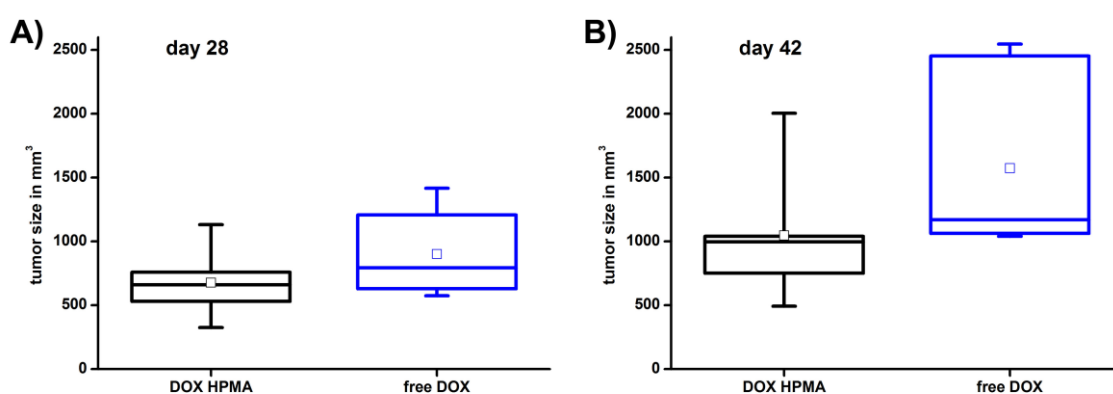 A)
day 28
tumor size in mm³
2500
2000
1500
1000
500
0
DOX HPMA
free DOX
B)
day 42
tumor size in mm³
2500
2000
1500
1000
500
0
DOX HPMA
free DOX